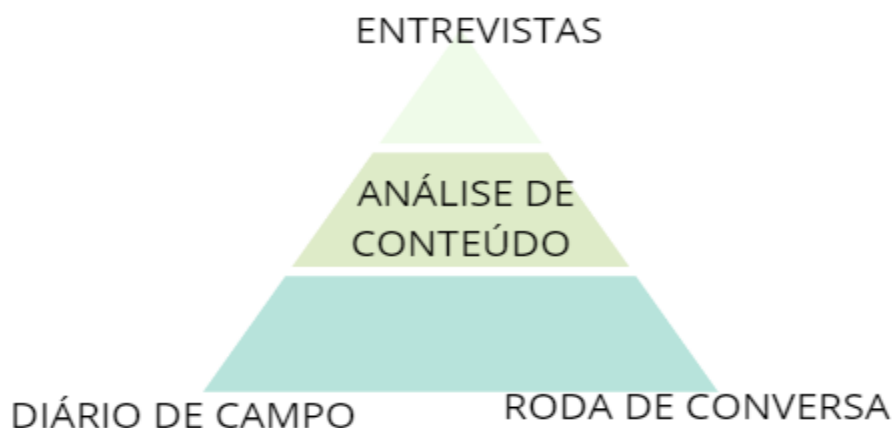 ENTREVISTAS
ANÁLISE DE
CONTEÚDO
DIÁRIO DE CAMPO
RODA DE CONVERSA